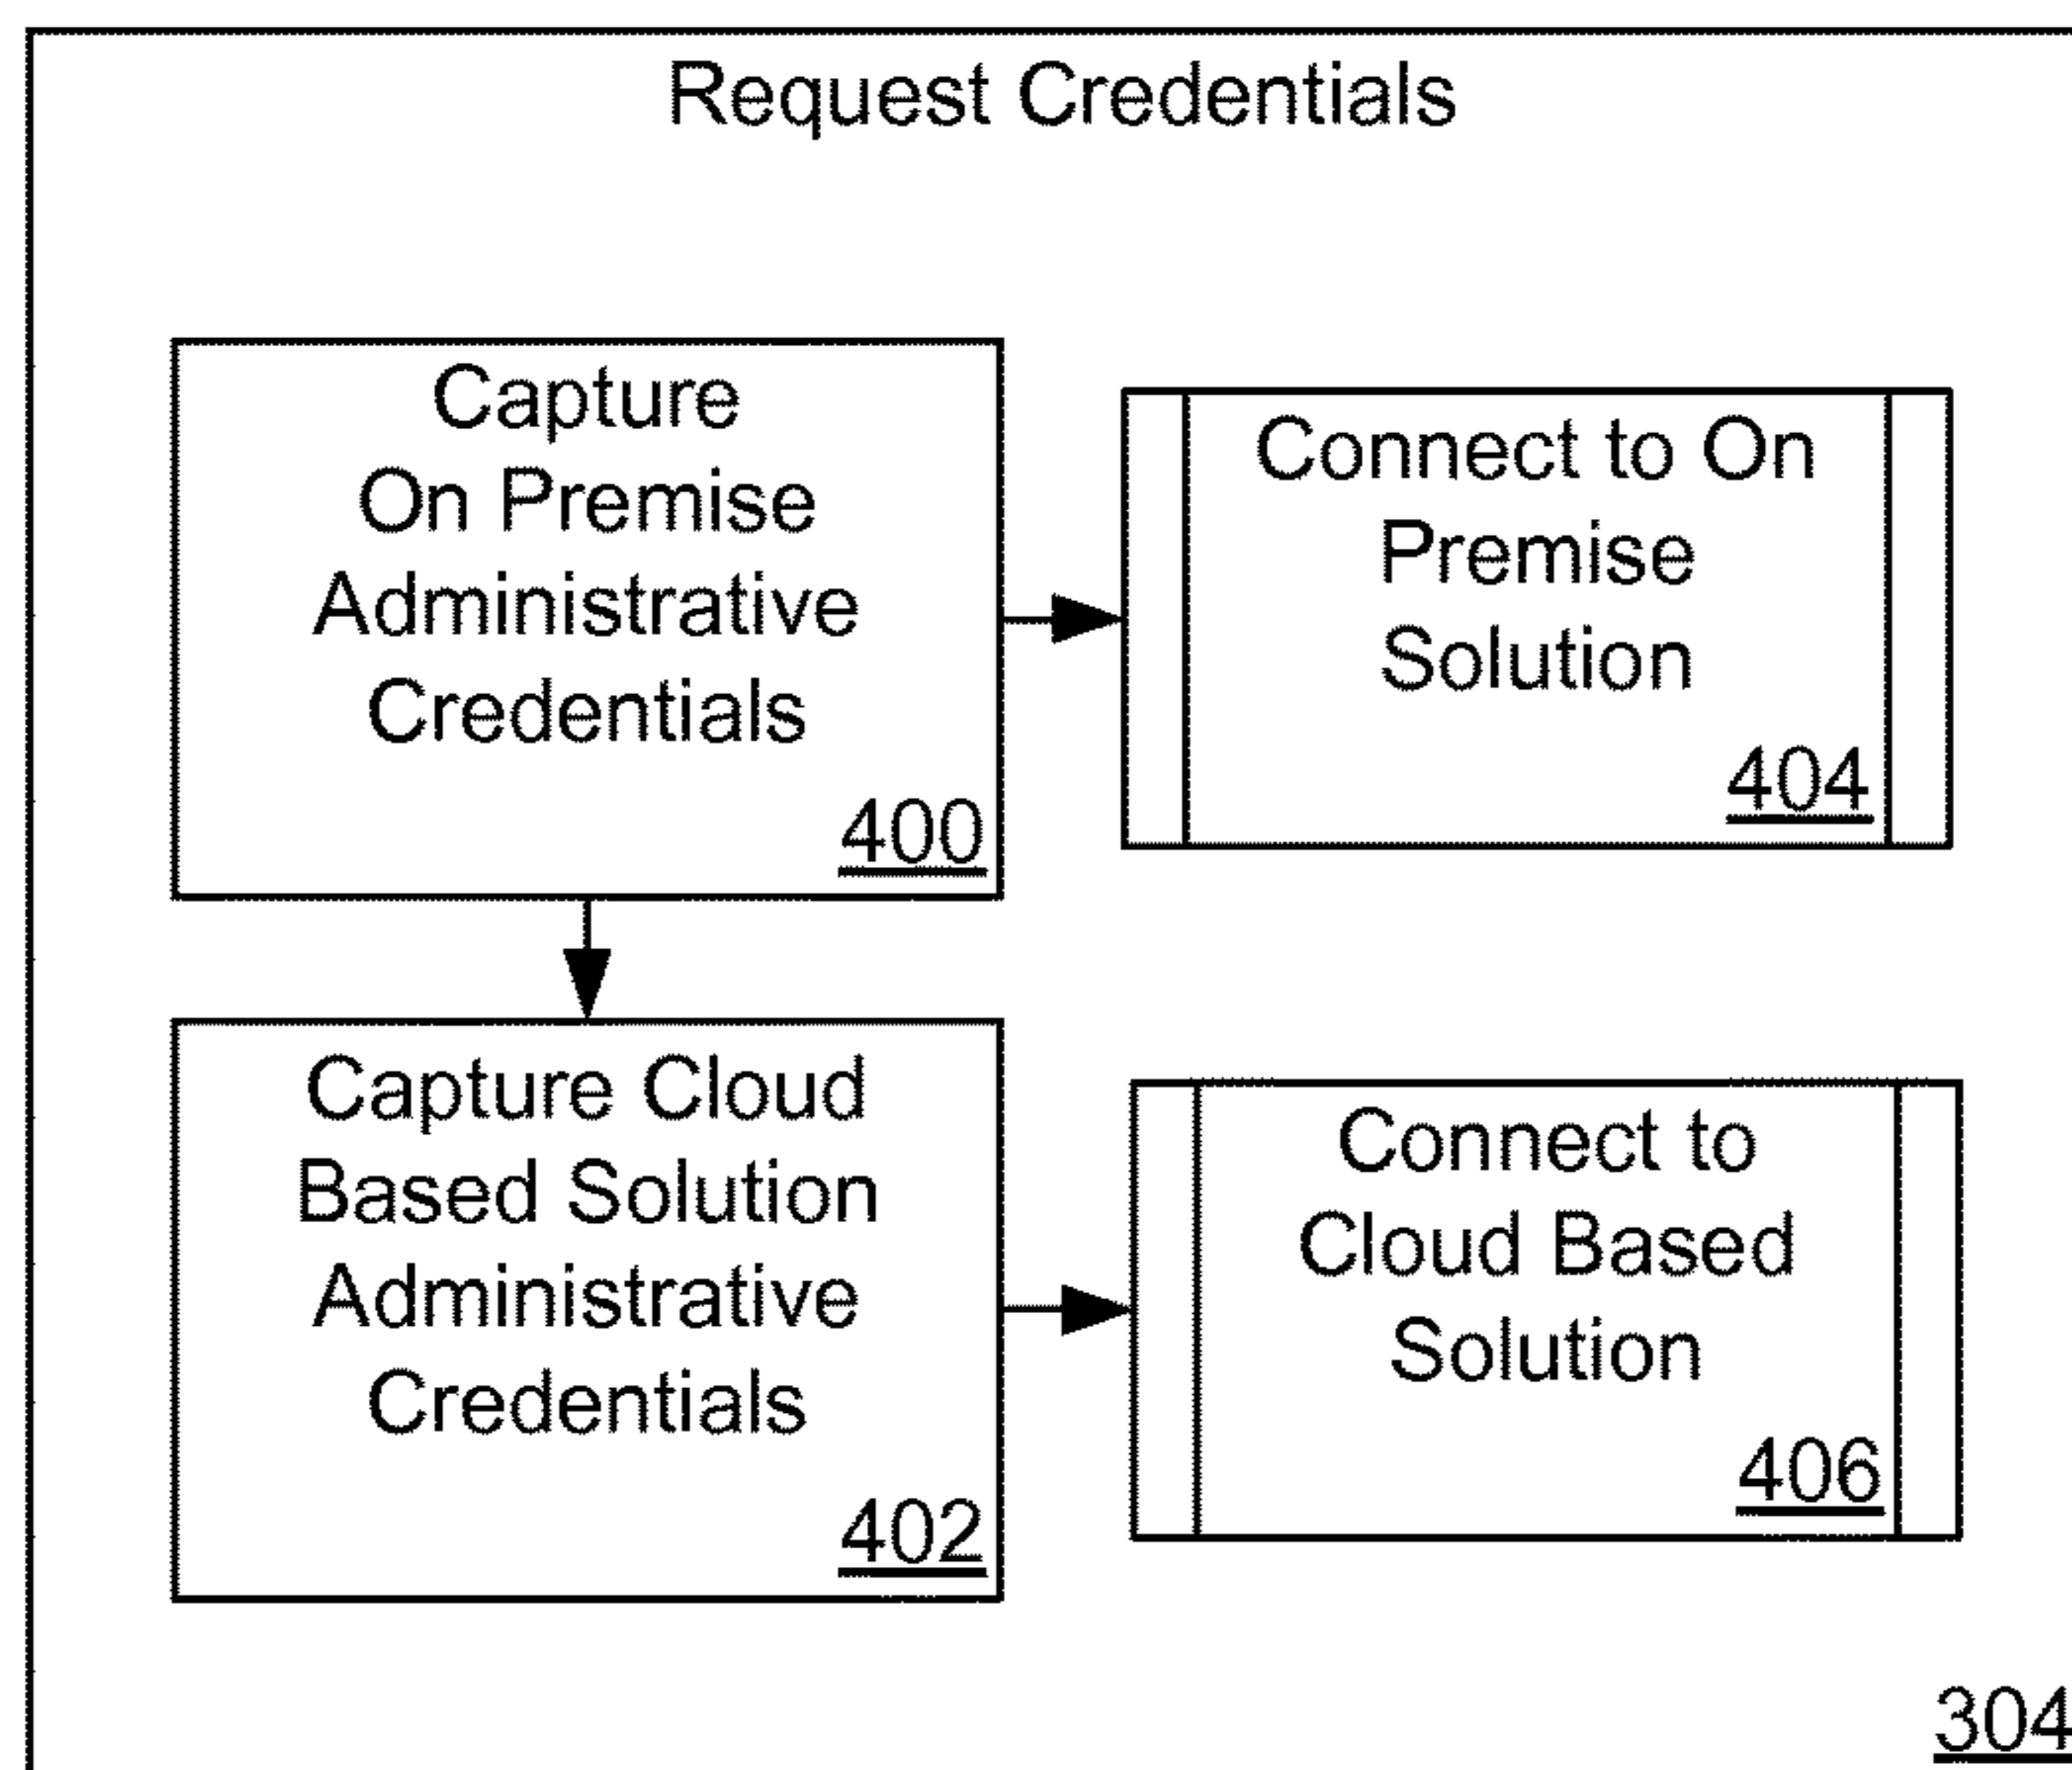 Request Credentials
Capture
On Premise
Administrative
Credentials
400
Connect to On
Premise
Solution
404
Capture Cloud
Based Solution
Administrative
Credentials
402
Connect to
Cloud Based
Solution
406
304